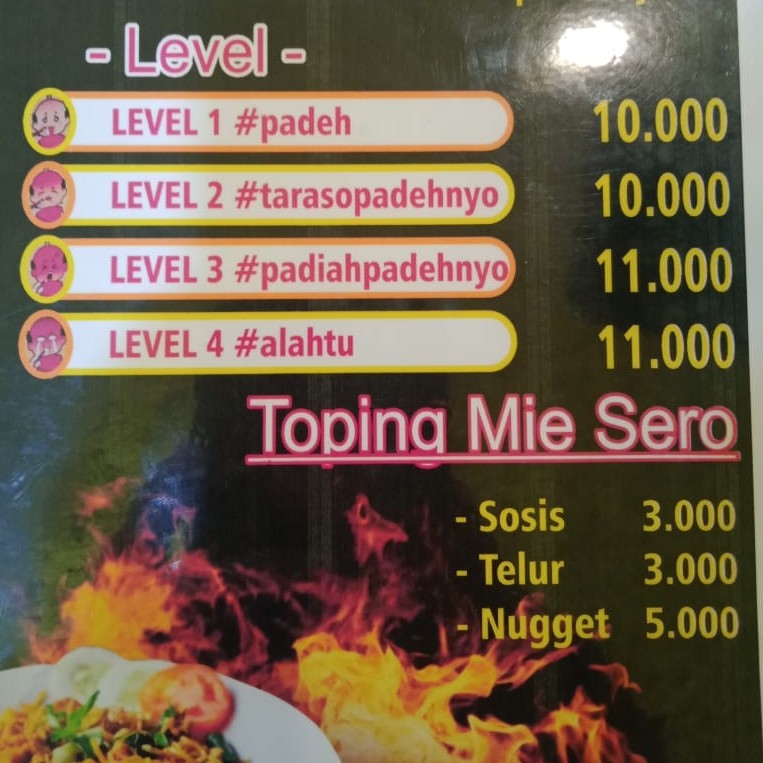 - Level -
LEVEL 1 #padeh 10.000
LEVEL 2 #tarasopadehnyo 10.000
LEVEL 3 #padiahpadehnyo 11.000
LEVEL 4 #alahtu 11.000
Toping Mie Sero
- Sosis 3.000
- Telur 3.000
- Nugget 5.000